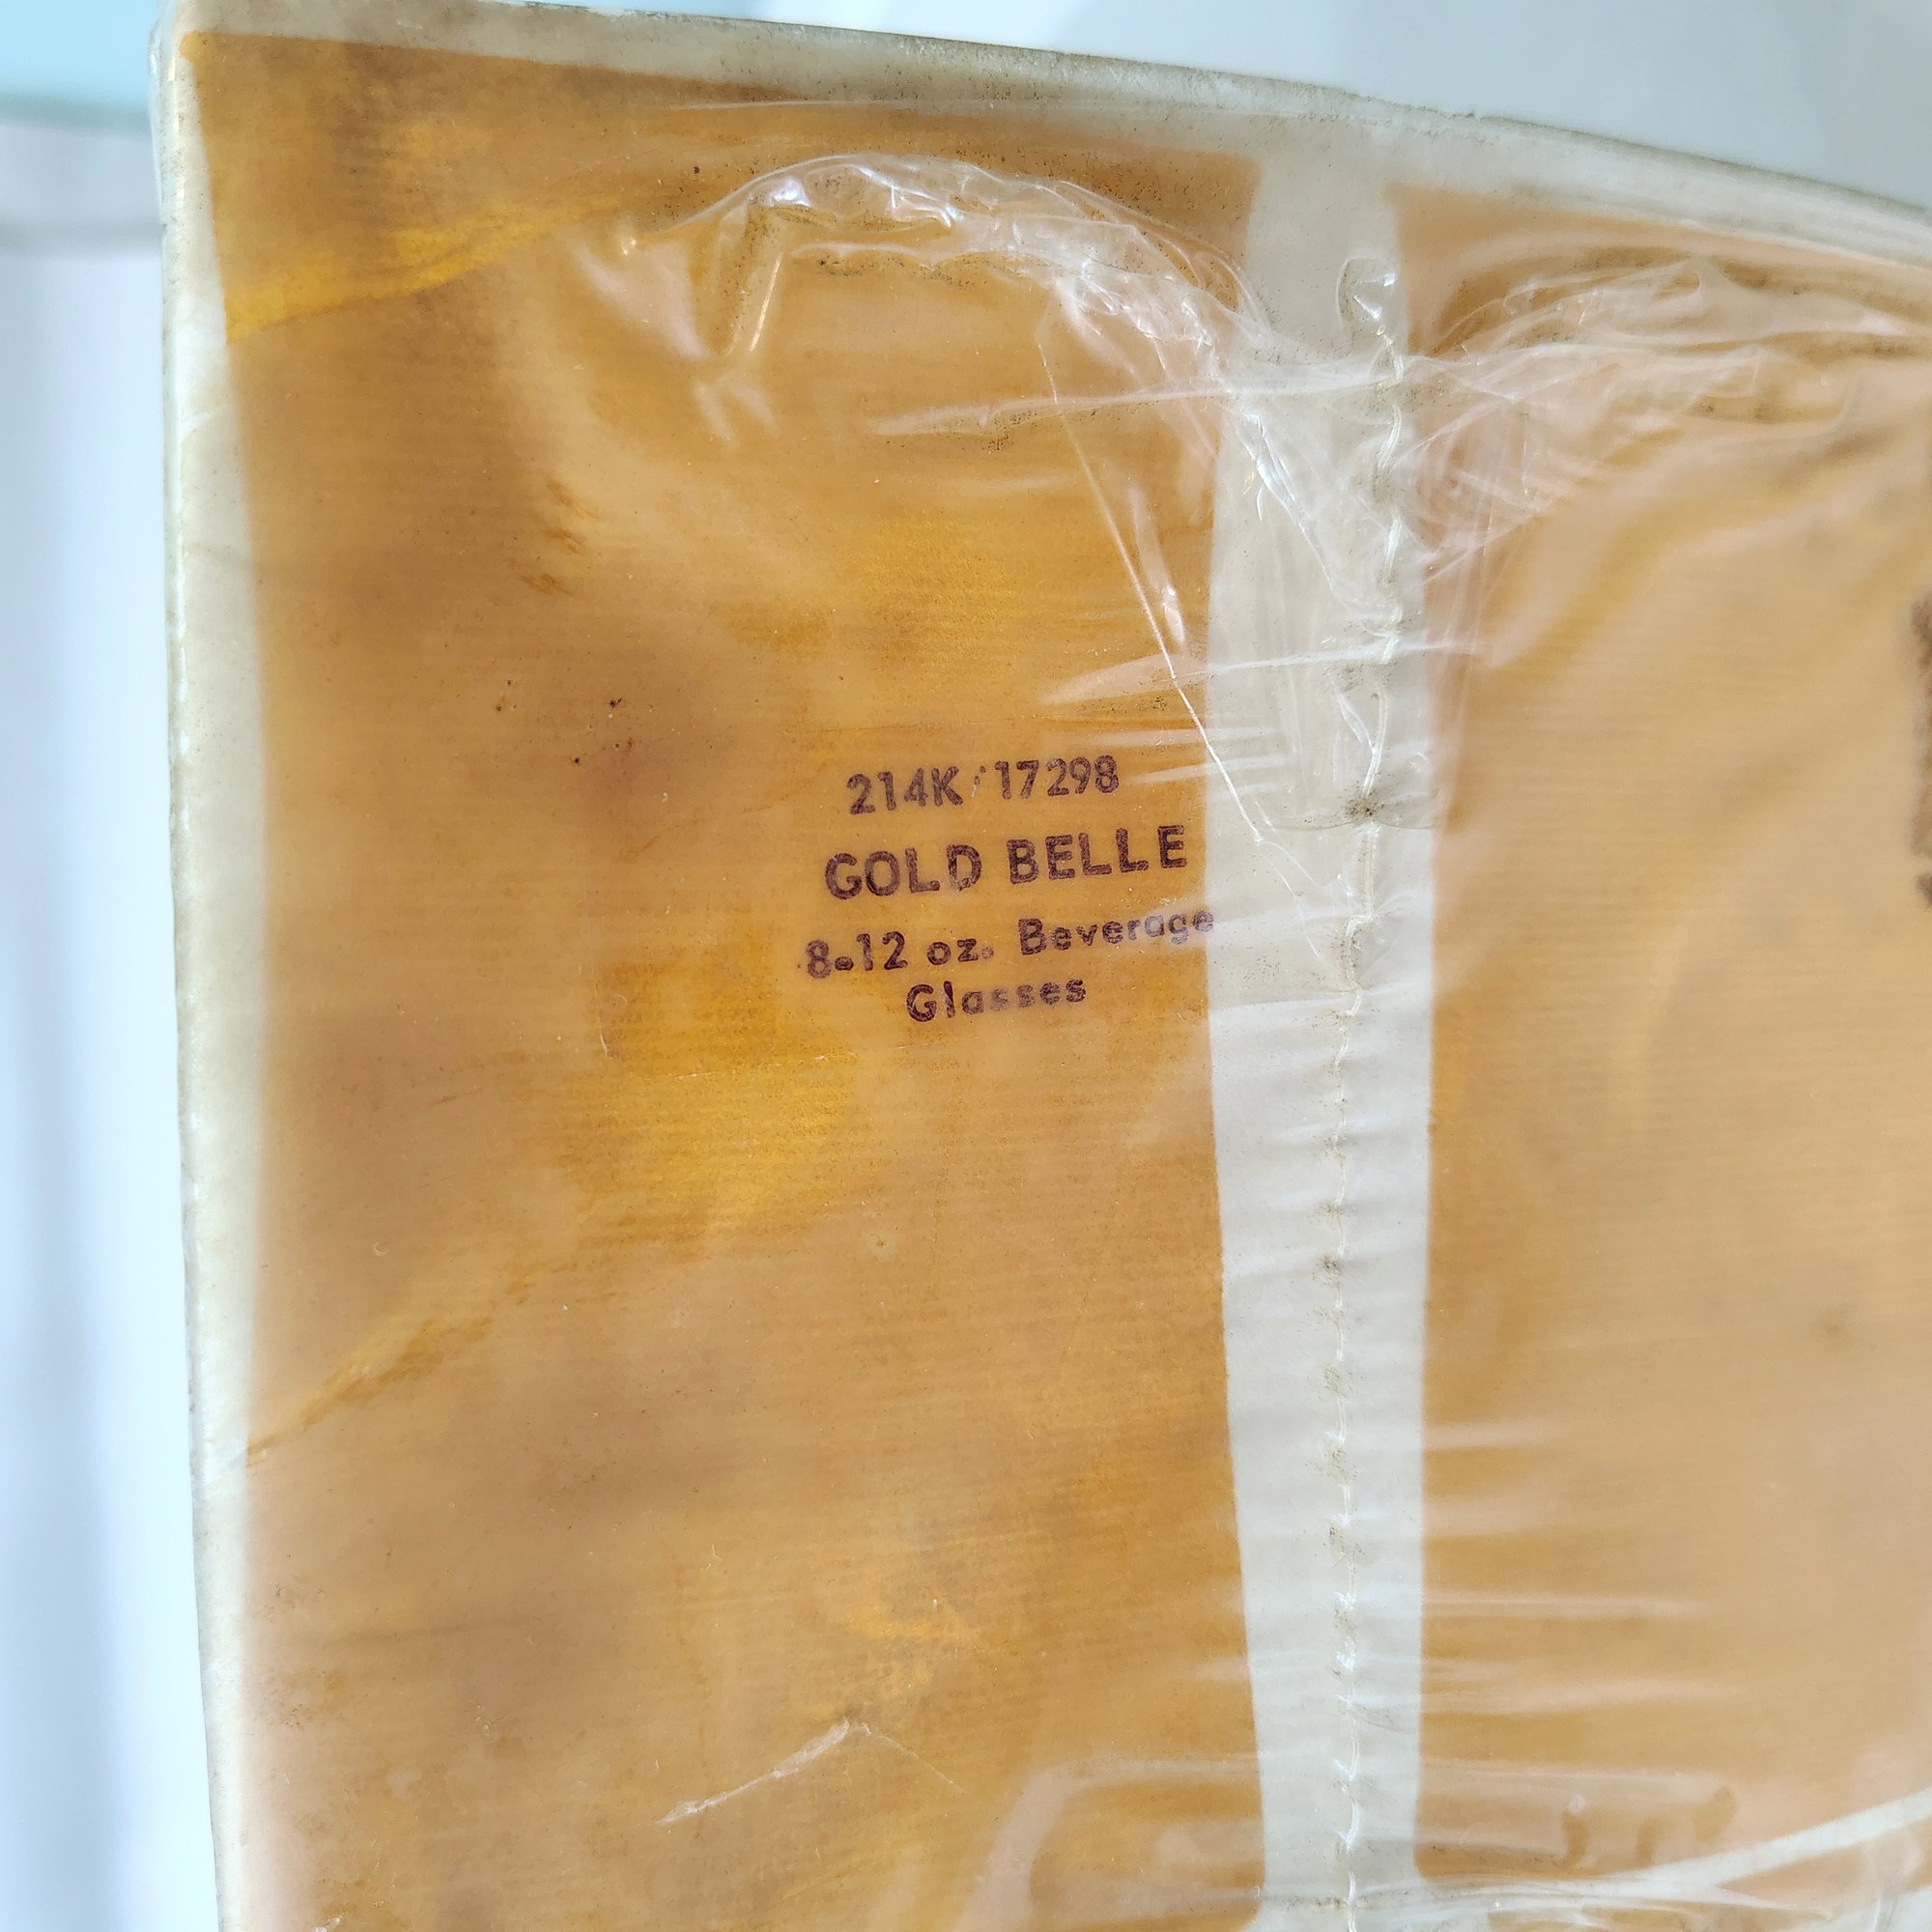 214K/17298
GOLD BELLE
8-12 oz. Beverage
Glasses